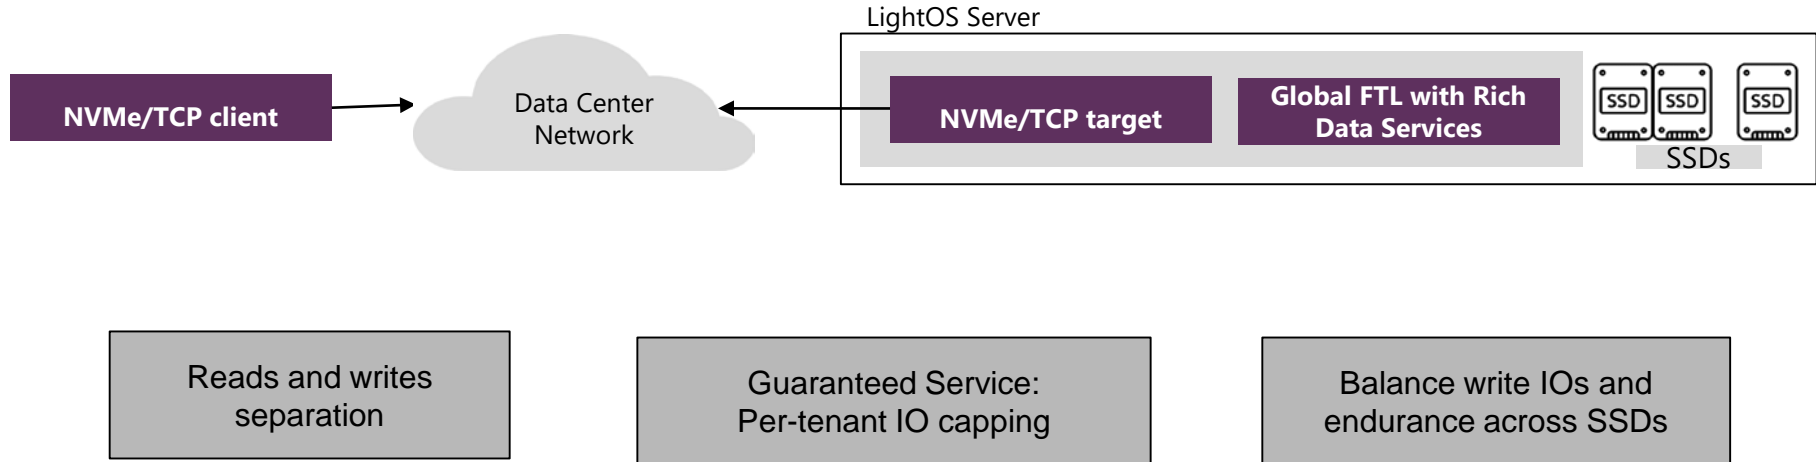 LightOS Server
NVMe/TCP client
Data Center
Network
NVMe/TCP target
Global FTL with Rich
Data Services
SSD
SSD
SSD
SSDs
Reads and writes
separation
Guaranteed Service:
Per-tenant IO capping
Balance write IOs and
endurance across SSDs